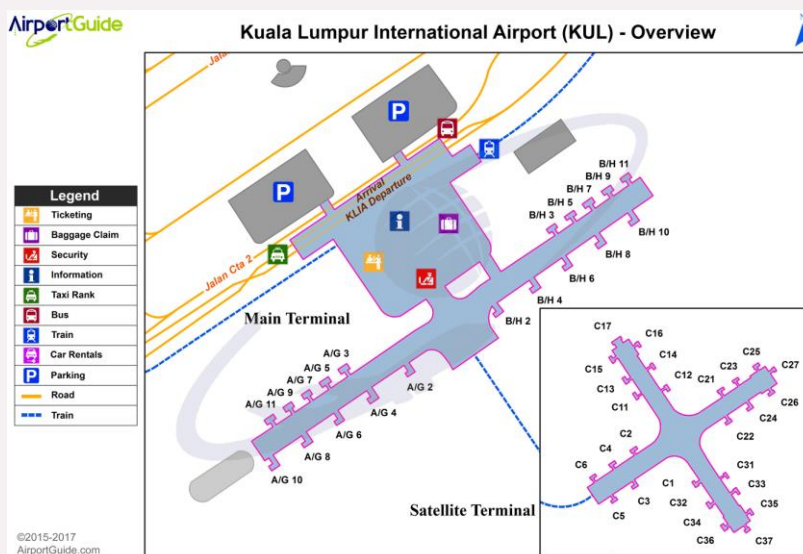 AirportGuide
Kuala Lumpur International Airport (KUL) - Overview
Jalan Cta 2
Arrival
KLIA Departure
Main Terminal
B/H 11
B/H 9
B/H 7
B/H 5
B/H 3
B/H 10
B/H 8
B/H 6
B/H 4
B/H 2
A/G 3
A/G 5
A/G 7
A/G 9
A/G 11
A/G 2
A/G 4
A/G 6
A/G 8
A/G 10
Legend
Ticketing
Baggage Claim
Security
Information
Taxi Rank
Bus
Train
Car Rentals
Parking
Road
Train
P
P
P
Satellite Terminal
C17
C16
C15
C14
C13
C12
C11
C25
C23
C21
C27
C26
C24
C22
C2
C4
C6
C5
C3
C1
C31
C33
C35
C32
C34
C36
C37
©2015-2017
AirportGuide.com